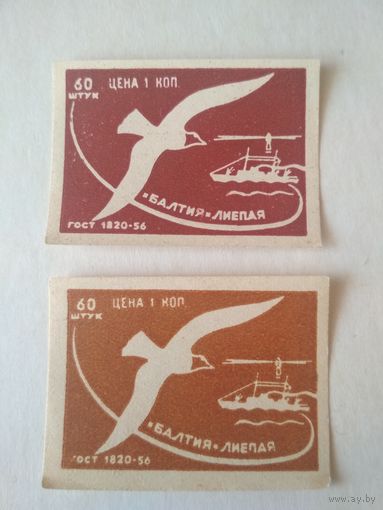 60 ЦЕНА 1 КОП.
ШТУК
"БАЛТИЯ" ЛИЕПАЯ
ГОСТ 1820-56
60 ЦЕНА 1 КОП.
ШТУК
"БАЛТИЯ" ЛИЕПАЯ
ГОСТ 1820-56
www.ay.by